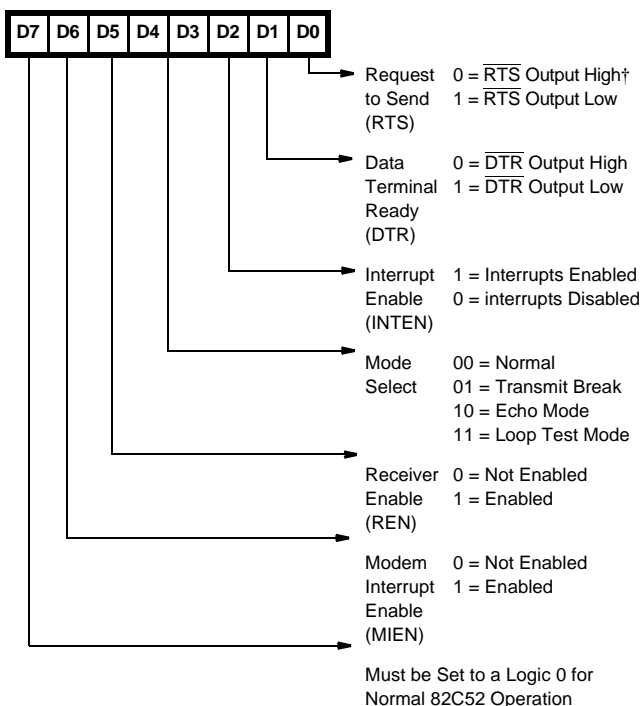 D7 D6 D5 D4 D3 D2 D1 D0
Request 0 = RTS Output High†
to Send 1 = RTS Output Low
(RTS)
Data 0 = DTR Output High
Terminal 1 = DTR Output Low
Ready
(DTR)
Interrupt 1 = Interrupts Enabled
Enable 0 = interrupts Disabled
(INTEN)
Mode 00 = Normal
Select 01 = Transmit Break
10 = Echo Mode
11 = Loop Test Mode
Receiver 0 = Not Enabled
Enable 1 = Enabled
(REN)
Modem 0 = Not Enabled
Interrupt 1 = Enabled
Enable
(MIEN)
Must be Set to a Logic 0 for
Normal 82C52 Operation